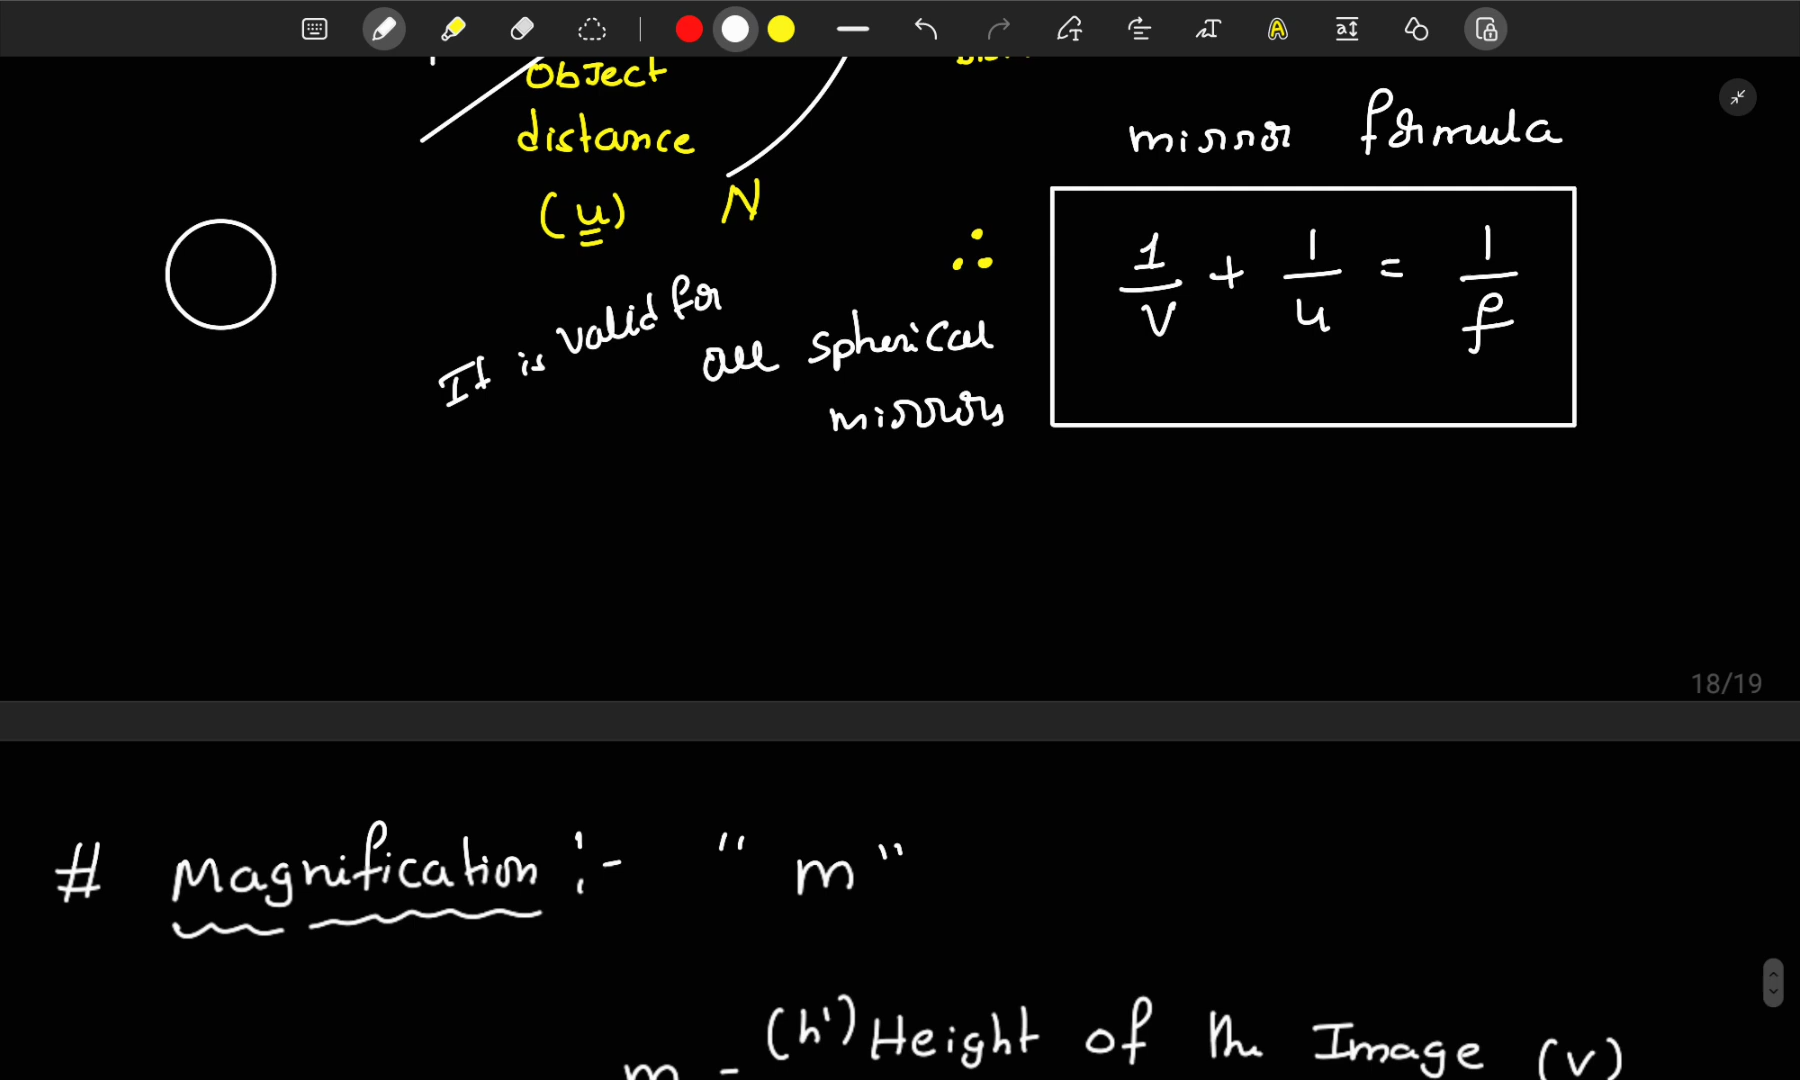 Object
distance
(u)
N
mirror formula
∴ 1/v + 1/u = 1/f
It is valid for
all spherical
mirrors
18/19
# Magnification :- "m"
(h') Height of the Image (v)
m =